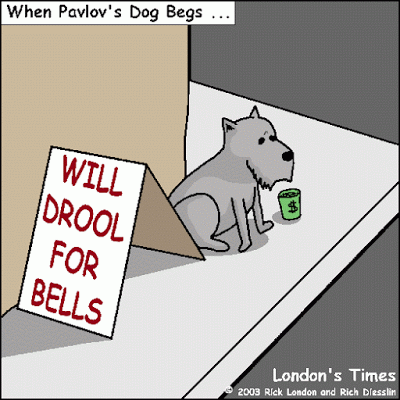 When Pavlov's Dog Begs ...
WILL
DROOL
FOR
BELLS
$
London's Times
© 2003 Rick London and Rich Diesslin